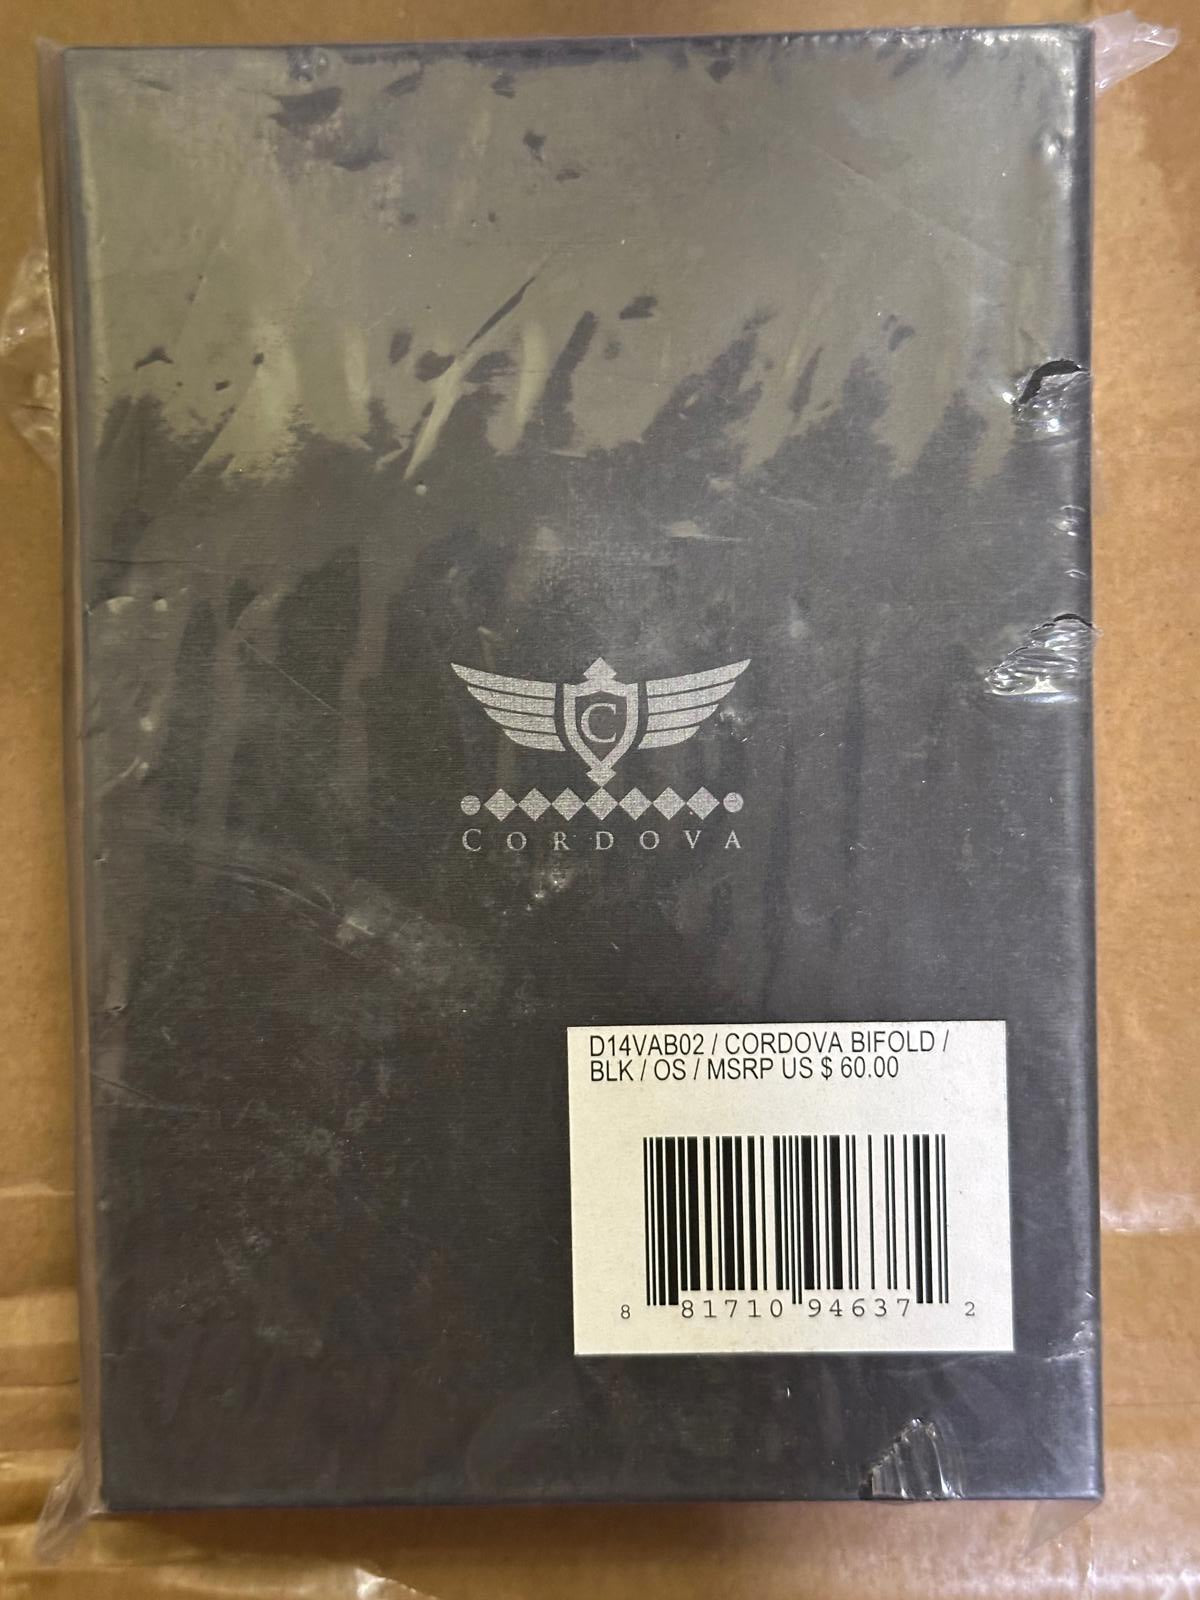 C
CORDOVA
D14VAB02 / CORDOVA BIFOLD /
BLK / OS / MSRP US $ 60.00
8 81710 94637 2